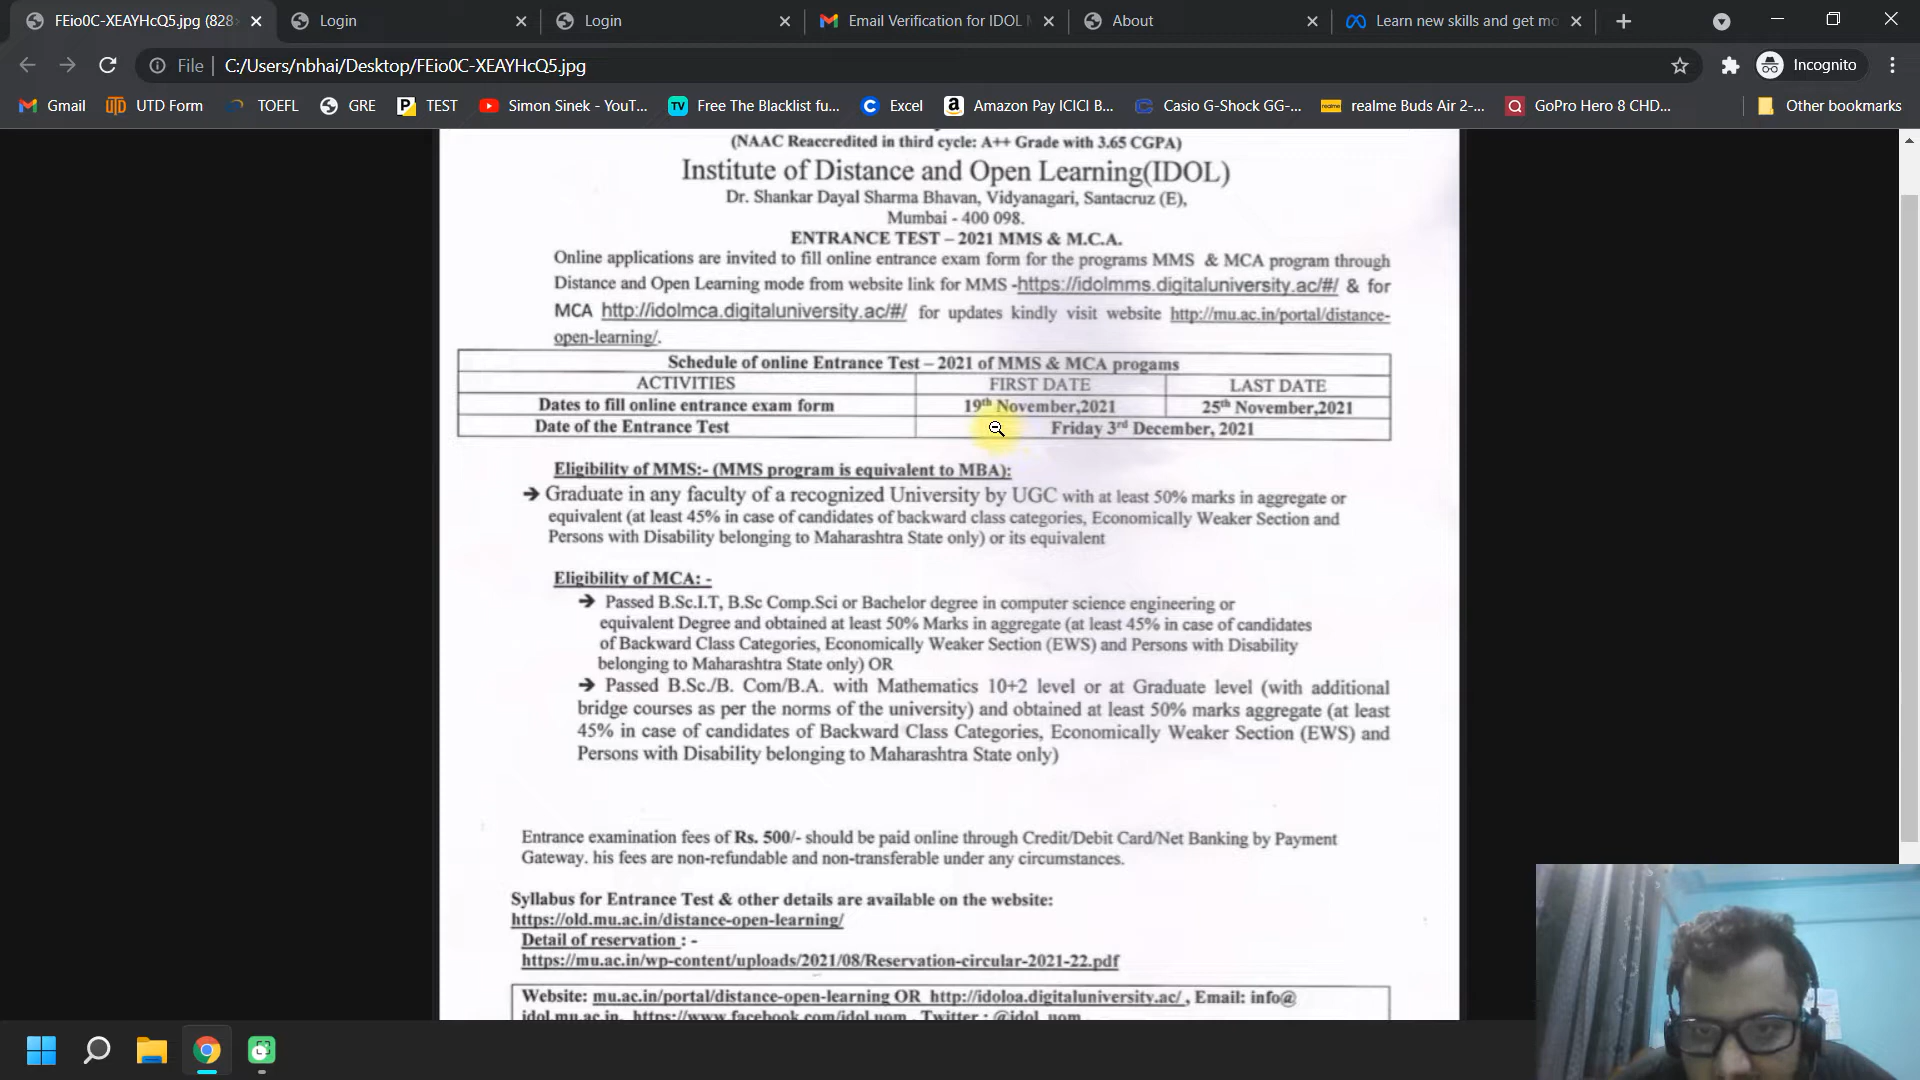 FEio0C-XEAYHcQ5.jpg (828
Login
Login
Email Verification for IDOL M
About
Learn new skills and get mo
File
C:/Users/nbhai/Desktop/FEio0C-XEAYHcQ5.jpg
Incognito
Gmail
UTD Form
TOEFL
GRE
P TEST
Simon Sinek - YouT...
TV Free The Blacklist fu...
Excel
a Amazon Pay ICICI B...
Casio G-Shock GG-...
realme realme Buds Air 2-...
GoPro Hero 8 CHD...
Other bookmarks
(NAAC Reaccredited in third cycle: A++ Grade with 3.65 CGPA)
Institute of Distance and Open Learning(IDOL)
Dr. Shankar Dayal Sharma Bhavan, Vidyanagari, Santacruz (E),
Mumbai - 400 098.
ENTRANCE TEST – 2021 MMS & M.C.A.
Online applications are invited to fill online entrance exam form for the programs MMS & MCA program through
Distance and Open Learning mode from website link for MMS -https://idolmms.digitaluniversity.ac/#/ & for
MCA http://idolmca.digitaluniversity.ac/#/ for updates kindly visit website http://mu.ac.in/portal/distance-
open-learning/.
Schedule of online Entrance Test – 2021 of MMS & MCA progams
ACTIVITIES FIRST DATE LAST DATE
Dates to fill online entrance exam form 19th November,2021 25th November,2021
Date of the Entrance Test Friday 3rd December, 2021
Eligibility of MMS:- (MMS program is equivalent to MBA):
➔ Graduate in any faculty of a recognized University by UGC with at least 50% marks in aggregate or
equivalent (at least 45% in case of candidates of backward class categories, Economically Weaker Section and
Persons with Disability belonging to Maharashtra State only) or its equivalent
Eligibility of MCA: -
➔ Passed B.Sc.I.T, B.Sc Comp.Sci or Bachelor degree in computer science engineering or
equivalent Degree and obtained at least 50% Marks in aggregate (at least 45% in case of candidates
of Backward Class Categories, Economically Weaker Section (EWS) and Persons with Disability
belonging to Maharashtra State only) OR
➔ Passed B.Sc./B. Com/B.A. with Mathematics 10+2 level or at Graduate level (with additional
bridge courses as per the norms of the university) and obtained at least 50% marks aggregate (at least
45% in case of candidates of Backward Class Categories, Economically Weaker Section (EWS) and
Persons with Disability belonging to Maharashtra State only)
Entrance examination fees of Rs. 500/- should be paid online through Credit/Debit Card/Net Banking by Payment
Gateway. his fees are non-refundable and non-transferable under any circumstances.
Syllabus for Entrance Test & other details are available on the website:
https://old.mu.ac.in/distance-open-learning/
Detail of reservation : -
https://mu.ac.in/wp-content/uploads/2021/08/Reservation-circular-2021-22.pdf
Website: mu.ac.in/portal/distance-open-learning OR http://idoloa.digitaluniversity.ac/ , Email: info@
idol.mu.ac.in, https://www.facebook.com/idol.uom , Twitter : @idol_uom